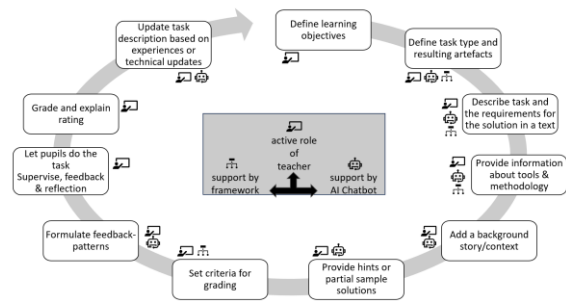 Define learning
objectives
Define task type and
resulting artefacts
Describe task and
the requirements for
the solution in a text
Provide information
about tools &
methodology
Add a background
story/context
Provide hints or
partial sample
solutions
Set criteria for
grading
Formulate feedback-
patterns
Let pupils do the
task
Supervise, feedback
& reflection
Grade and explain
rating
Update task
description based on
experiences or
technical updates
active role
of
teacher
support by
framework
support by
AI Chatbot